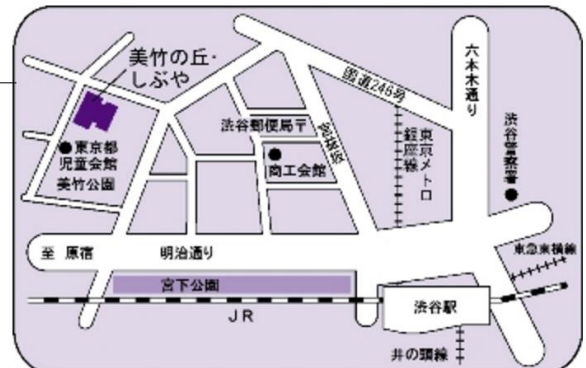 美竹の丘・
しぶや
国道246号
六本木通り
渋谷郵便局〒
宮益坂
東京メトロ
銀座線
渋谷警察署
東京都
児童会館
美竹公園
商工会館
至 原宿
明治通り
東急東横線
宮下公園
JR
渋谷駅
井の頭線